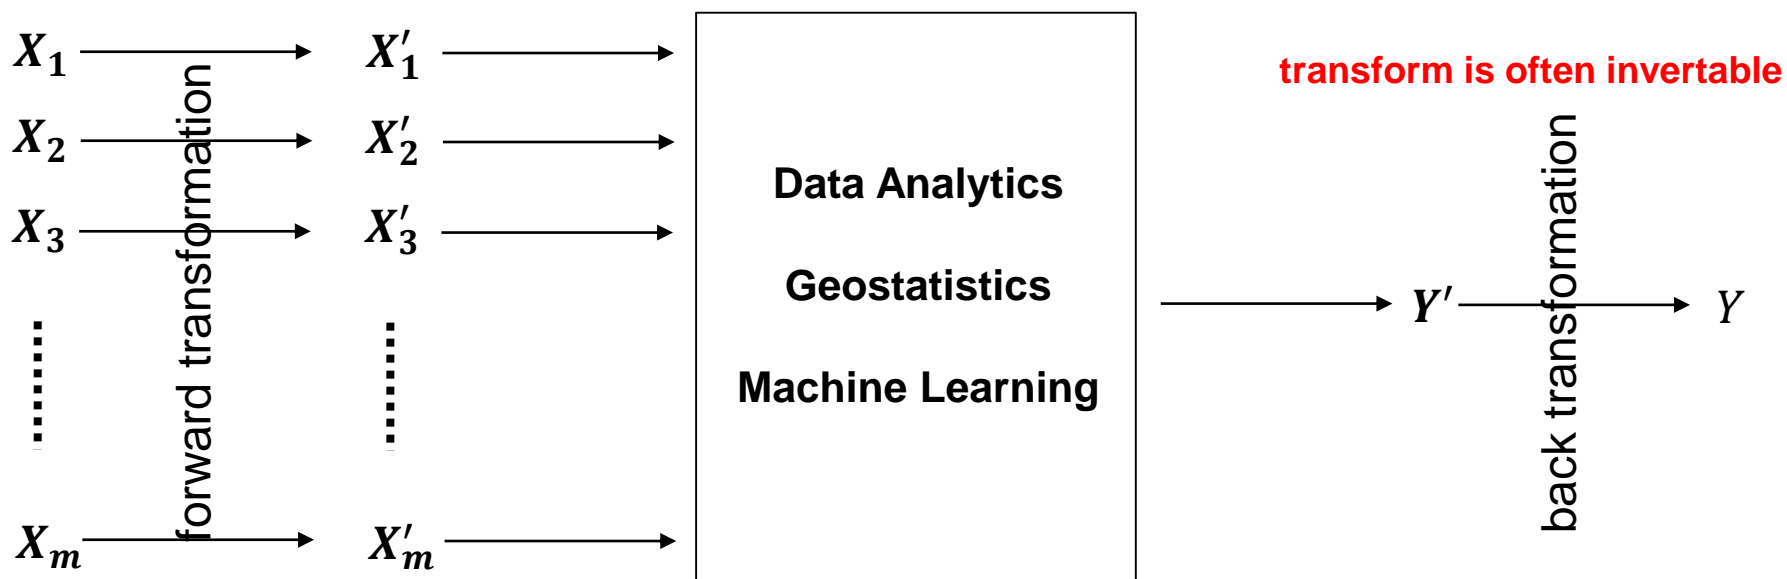 X₁ X′₁
X₂ X′₂
X₃ X′₃
Xₘ X′ₘ
forward transformation
Data Analytics
Geostatistics
Machine Learning
transform is often invertable
Y′ Y
back transformation